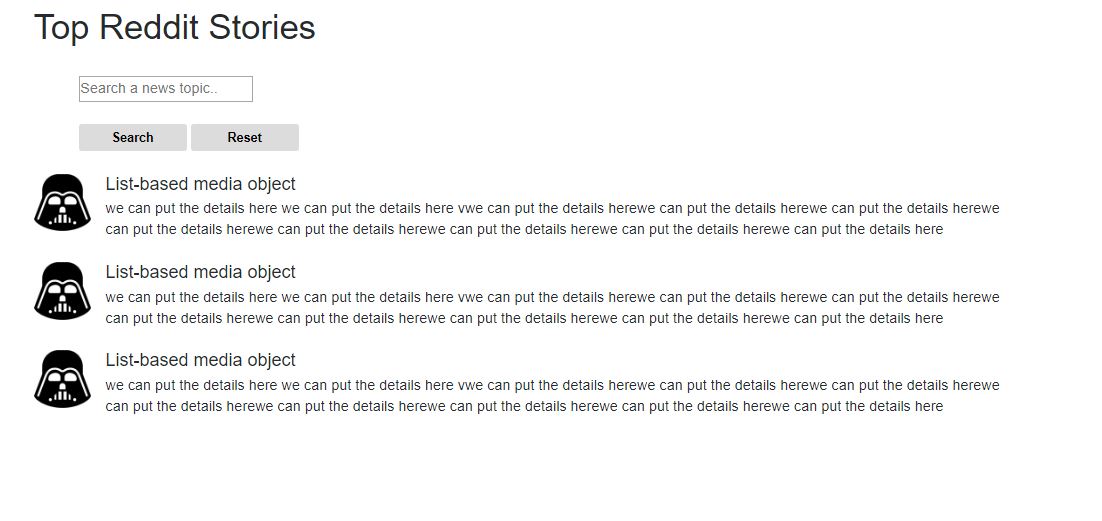 Top Reddit Stories
Search a news topic..
Search Reset
List-based media object
we can put the details here we can put the details here vwe can put the details herewe can put the details herewe can put the details herewe
can put the details herewe can put the details herewe can put the details herewe can put the details herewe can put the details here
List-based media object
we can put the details here we can put the details here vwe can put the details herewe can put the details herewe can put the details herewe
can put the details herewe can put the details herewe can put the details herewe can put the details herewe can put the details here
List-based media object
we can put the details here we can put the details here vwe can put the details herewe can put the details herewe can put the details herewe
can put the details herewe can put the details herewe can put the details herewe can put the details herewe can put the details here